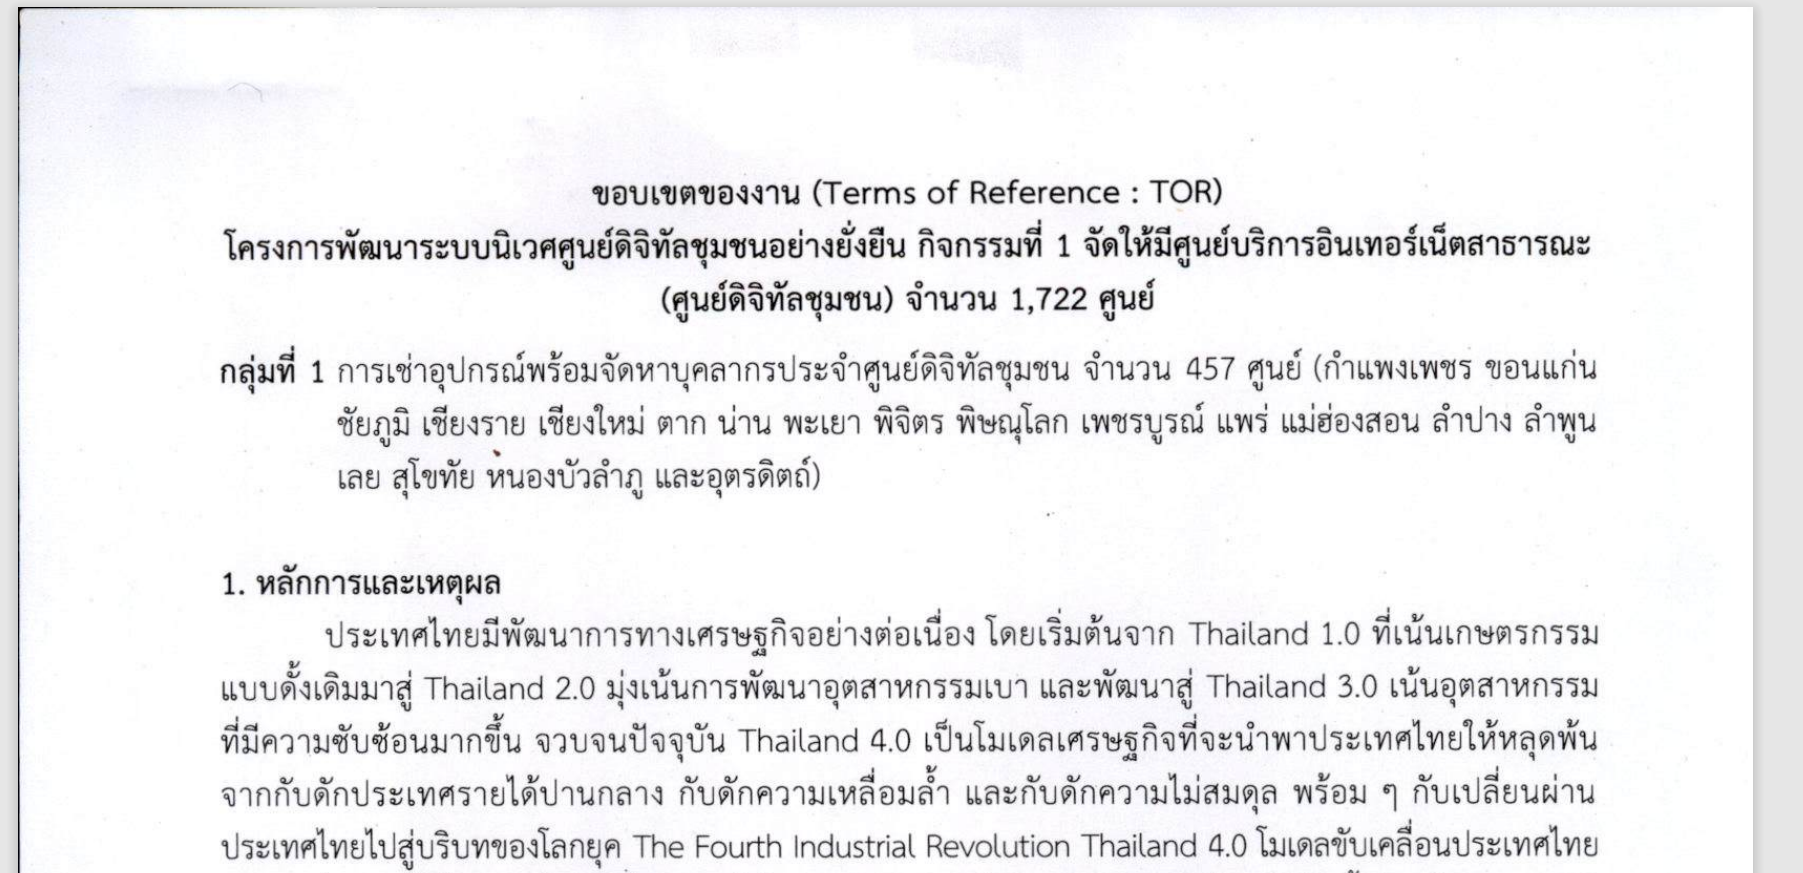 ขอบเขตของงาน (Terms of Reference : TOR)
โครงการพัฒนาระบบนิเวศศูนย์ดิจิทัลชุมชนอย่างยั่งยืน กิจกรรมที่ 1 จัดให้มีศูนย์บริการอินเทอร์เน็ตสาธารณะ
(ศูนย์ดิจิทัลชุมชน) จำนวน 1,722 ศูนย์
กลุ่มที่ 1 การเช่าอุปกรณ์พร้อมจัดหาบุคลากรประจำศูนย์ดิจิทัลชุมชน จำนวน 457 ศูนย์ (กำแพงเพชร ขอนแก่น
ชัยภูมิ เชียงราย เชียงใหม่ ตาก น่าน พะเยา พิจิตร พิษณุโลก เพชรบูรณ์ แพร่ แม่ฮ่องสอน ลำปาง ลำพูน
เลย สุโขทัย หนองบัวลำภู และอุตรดิตถ์)
1. หลักการและเหตุผล
ประเทศไทยมีพัฒนาการทางเศรษฐกิจอย่างต่อเนื่อง โดยเริ่มต้นจาก Thailand 1.0 ที่เน้นเกษตรกรรม
แบบดั้งเดิมมาสู่ Thailand 2.0 มุ่งเน้นการพัฒนาอุตสาหกรรมเบา และพัฒนาสู่ Thailand 3.0 เน้นอุตสาหกรรม
ที่มีความซับซ้อนมากขึ้น จวบจนปัจจุบัน Thailand 4.0 เป็นโมเดลเศรษฐกิจที่จะนำพาประเทศไทยให้หลุดพ้น
จากกับดักประเทศรายได้ปานกลาง กับดักความเหลื่อมล้ำ และกับดักความไม่สมดุล พร้อม ๆ กับเปลี่ยนผ่าน
ประเทศไทยไปสู่บริบทของโลกยุค The Fourth Industrial Revolution Thailand 4.0 โมเดลขับเคลื่อนประเทศไทย